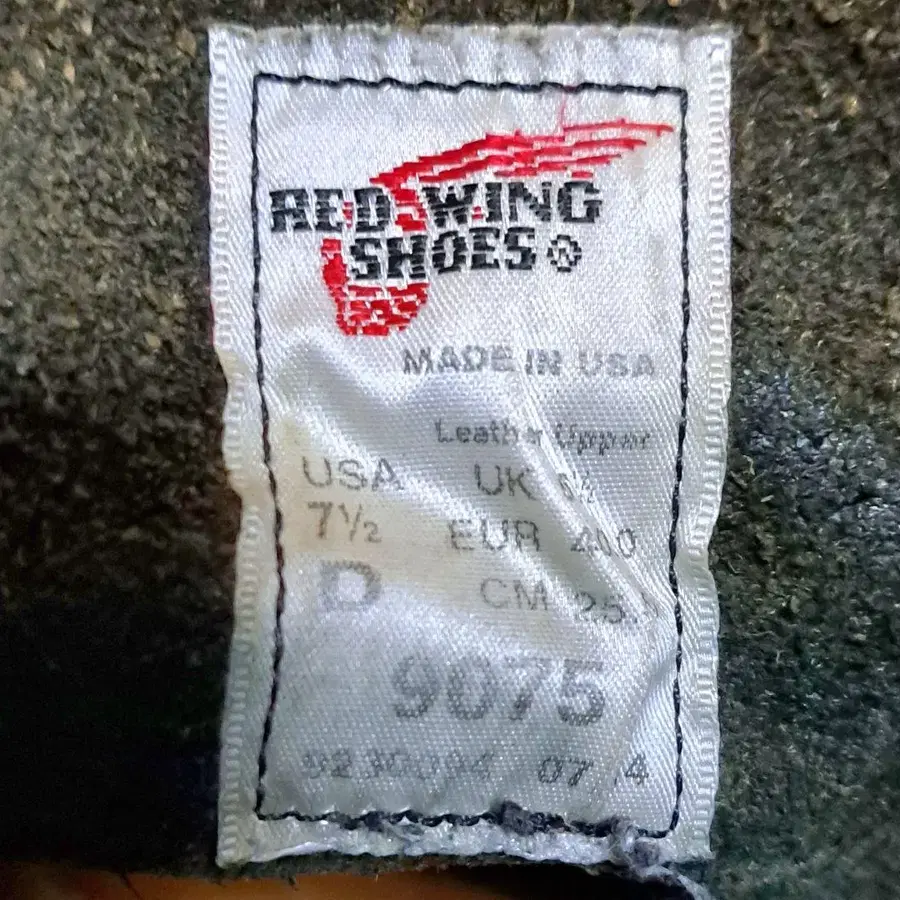 RED WING
SHOES ®
MADE IN USA
Leather Upper
USA UK
7½ EUR
D CM
9075